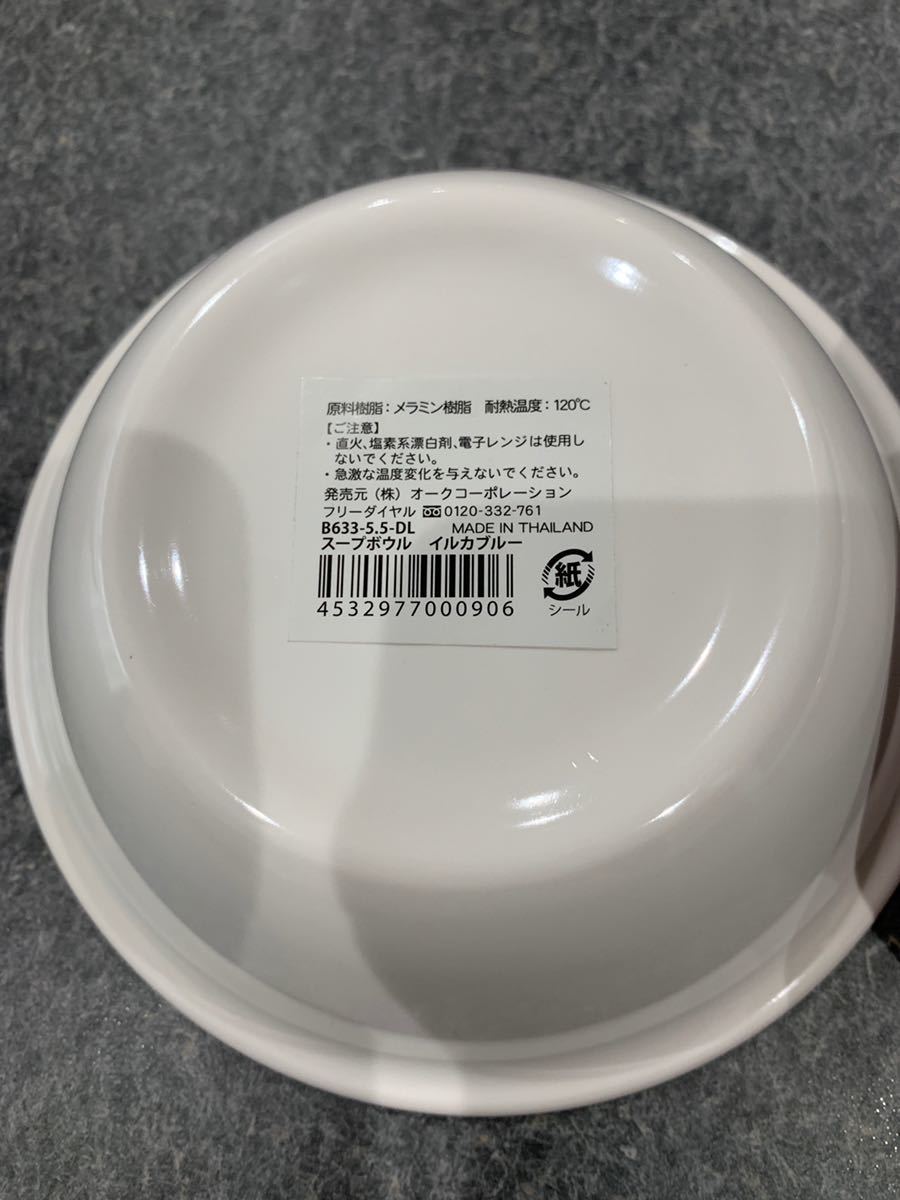 原料樹脂：メラミン樹脂　耐熱温度：120℃
【ご注意】
・直火、塩素系漂白剤、電子レンジは使用し
ないでください。
・急激な温度変化を与えないでください。
発売元（株）オークコーポレーション
フリーダイヤル 0120-332-761
B633-5.5-DL　MADE IN THAILAND
スープボウル　イルカブルー
4532977000906
紙
シール